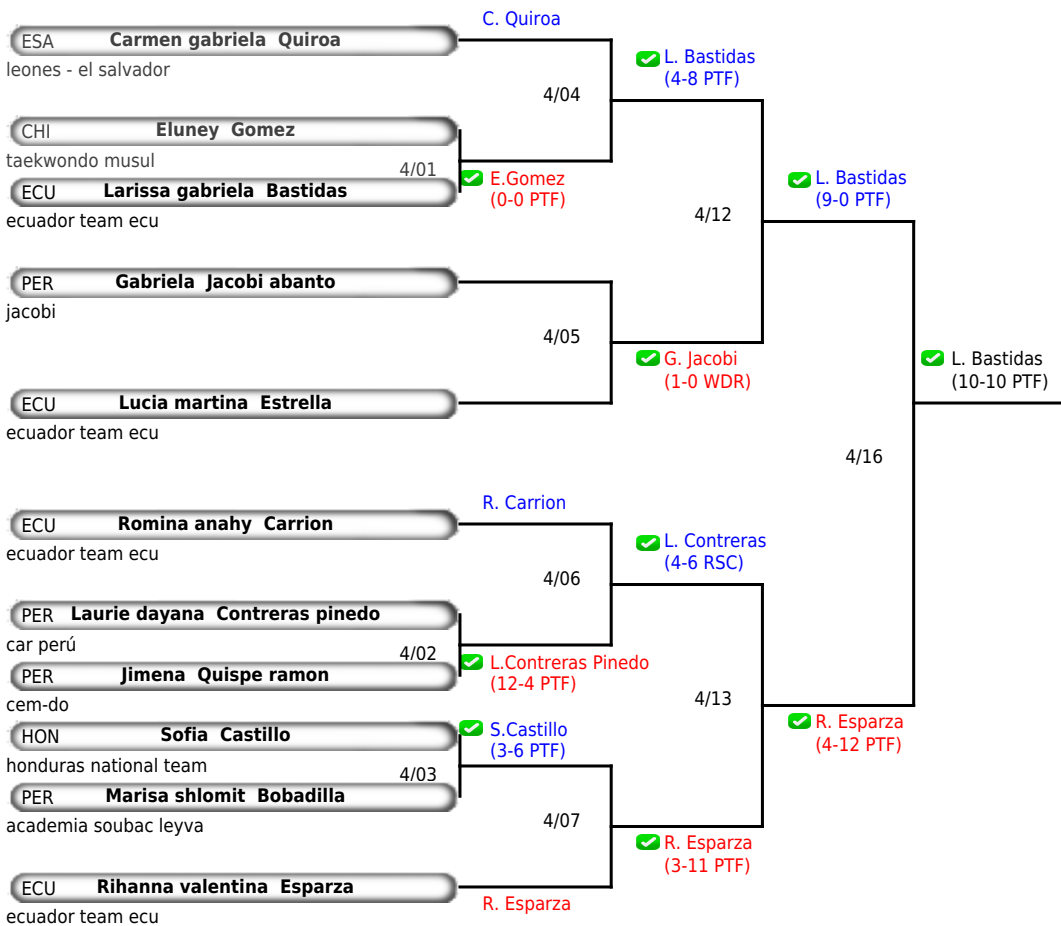 C. Quiroa
ESA Carmen gabriela Quiroa
leones - el salvador
L. Bastidas
(4-8 PTF)
4/04
CHI Eluney Gomez
taekwondo musul
4/01
E.Gomez
(0-0 PTF)
ECU Larissa gabriela Bastidas
ecuador team ecu
L. Bastidas
(9-0 PTF)
4/12
PER Gabriela Jacobi abanto
jacobi
4/05
G. Jacobi
(1-0 WDR)
L. Bastidas
(10-10 PTF)
ECU Lucia martina Estrella
ecuador team ecu
4/16
R. Carrion
ECU Romina anahy Carrion
ecuador team ecu
L. Contreras
(4-6 RSC)
4/06
PER Laurie dayana Contreras pinedo
car perú
4/02
L.Contreras Pinedo
(12-4 PTF)
PER Jimena Quispe ramon
cem-do
4/13
R. Esparza
(4-12 PTF)
HON Sofia Castillo
honduras national team
S.Castillo
(3-6 PTF)
4/03
PER Marisa shlomit Bobadilla
academia soubac leyva
4/07
R. Esparza
(3-11 PTF)
ECU Rihanna valentina Esparza
ecuador team ecu
R. Esparza